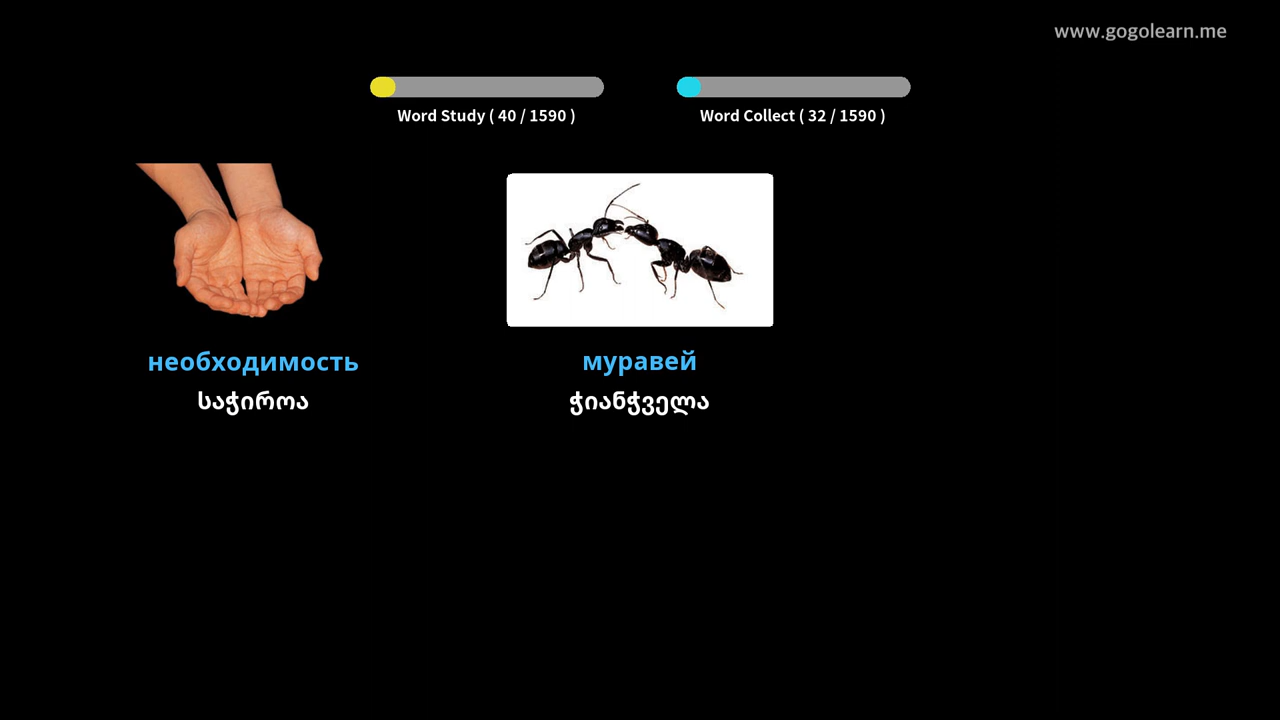 www.gogolearn.me
Word Study ( 40 / 1590 )
Word Collect ( 32 / 1590 )
необходимость
საჭიროა
муравей
ჭიანჭველა